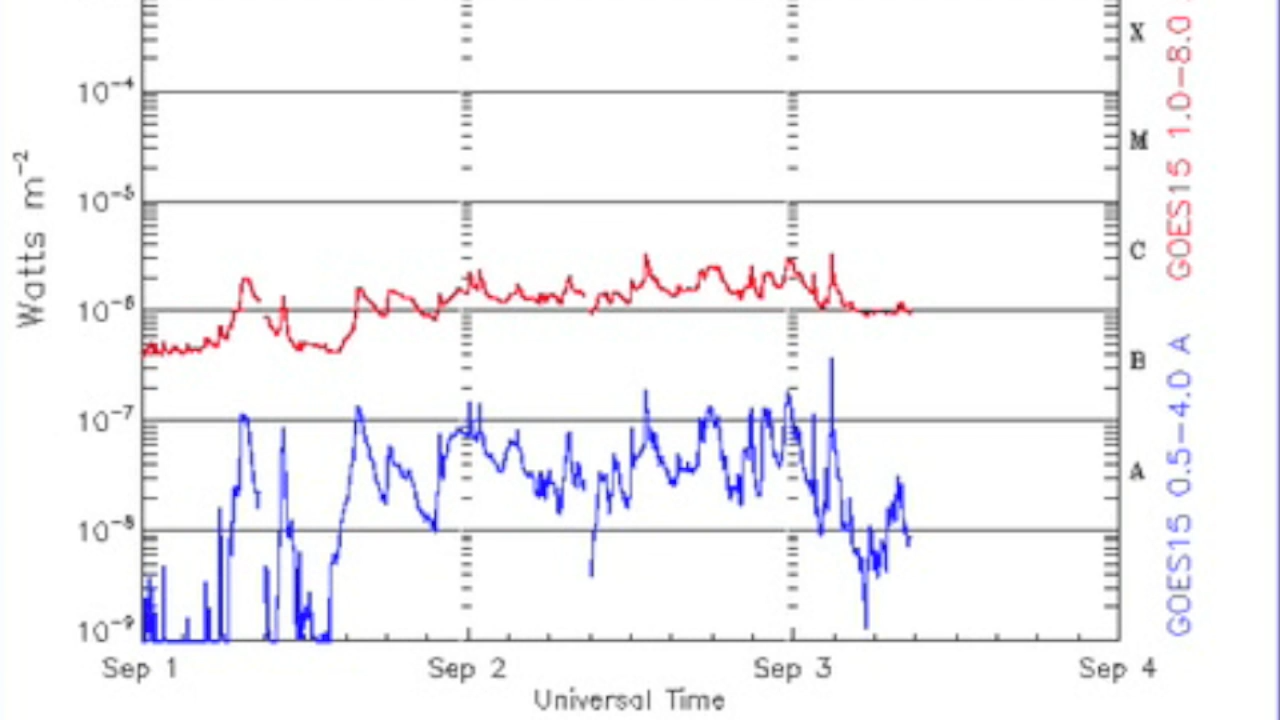 X
10⁻⁴
M
10⁻⁵
C
10⁻⁶
B
10⁻⁷
A
10⁻⁸
10⁻⁹
Watts m⁻²
Sep 1 Sep 2 Sep 3 Sep 4
Universal Time
GOES15 1.0-8.0
GOES15 0.5-4.0 A